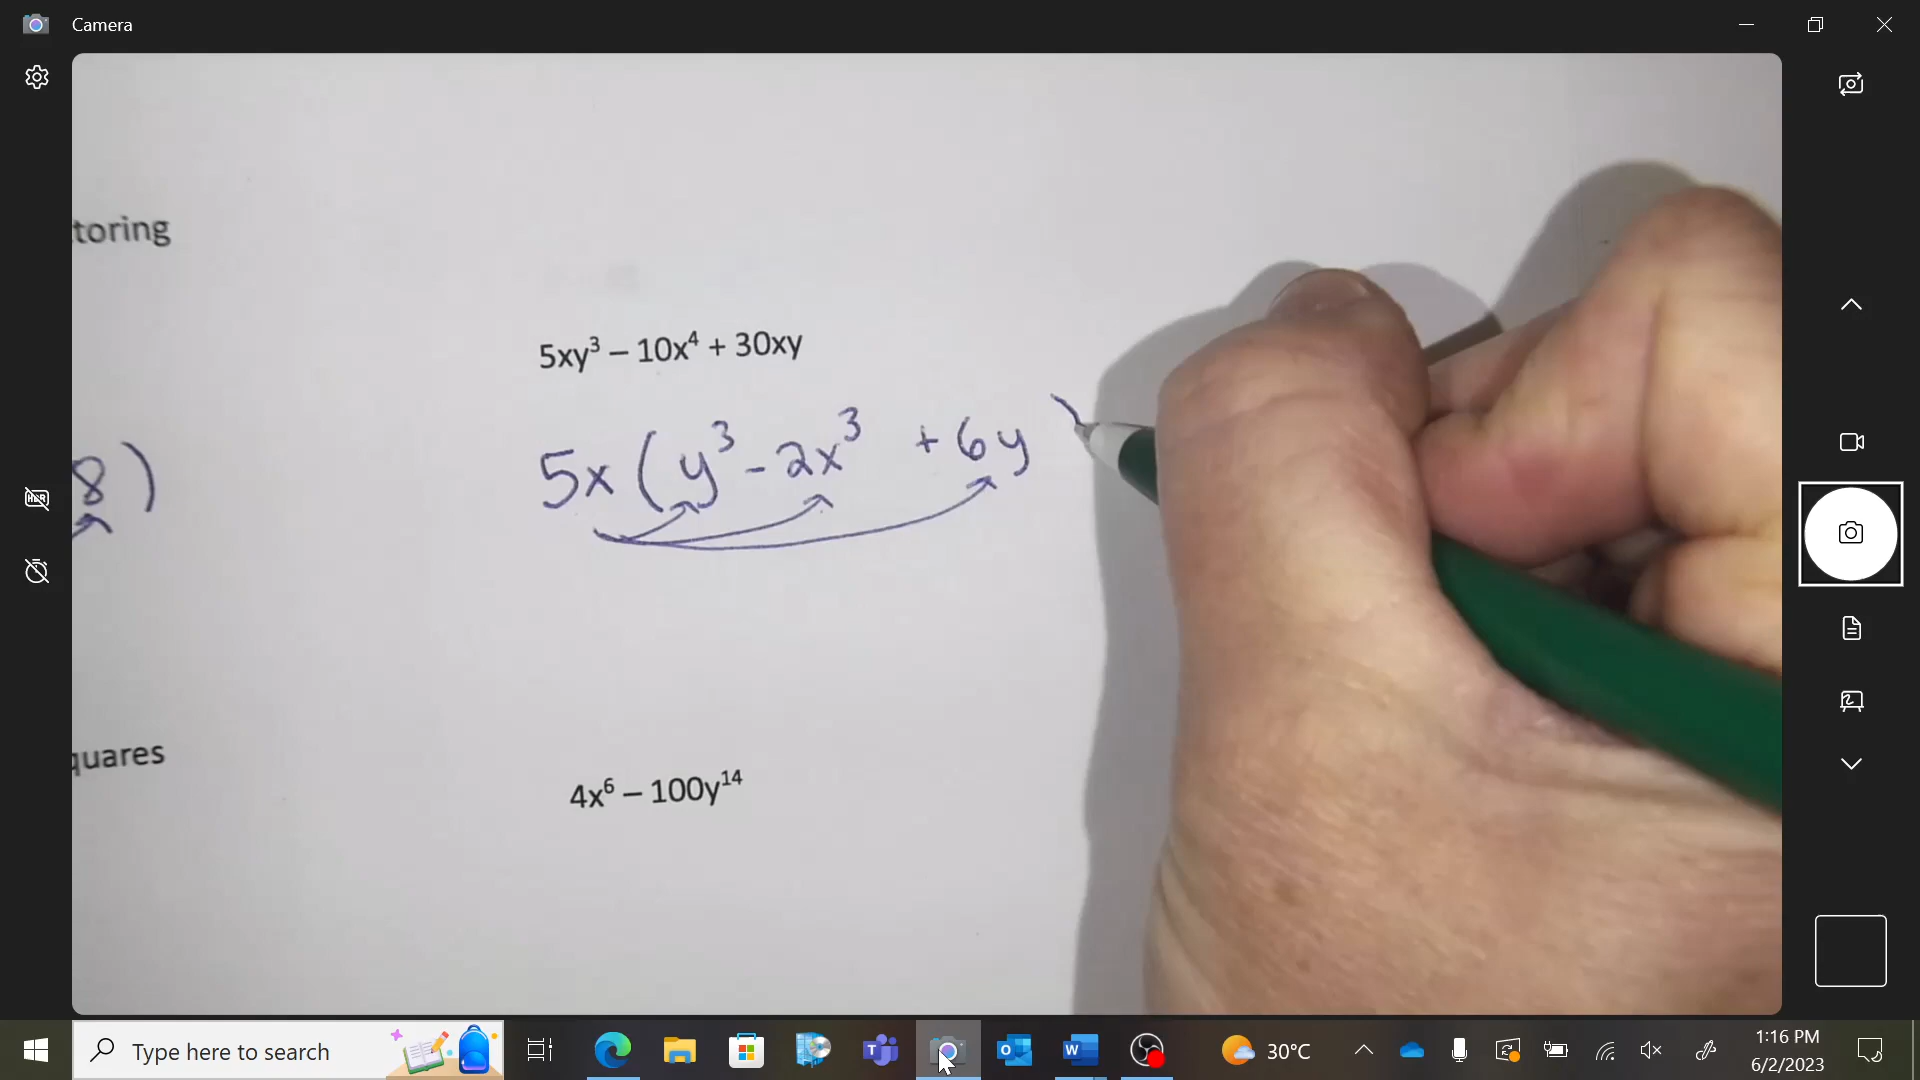 Camera
toring
5xy³ – 10x⁴ + 30xy
5x ( y³ - 2x³ + 6y )
8 )
quares
4x⁶ – 100y¹⁴
Type here to search
30°C
1:16 PM
6/2/2023